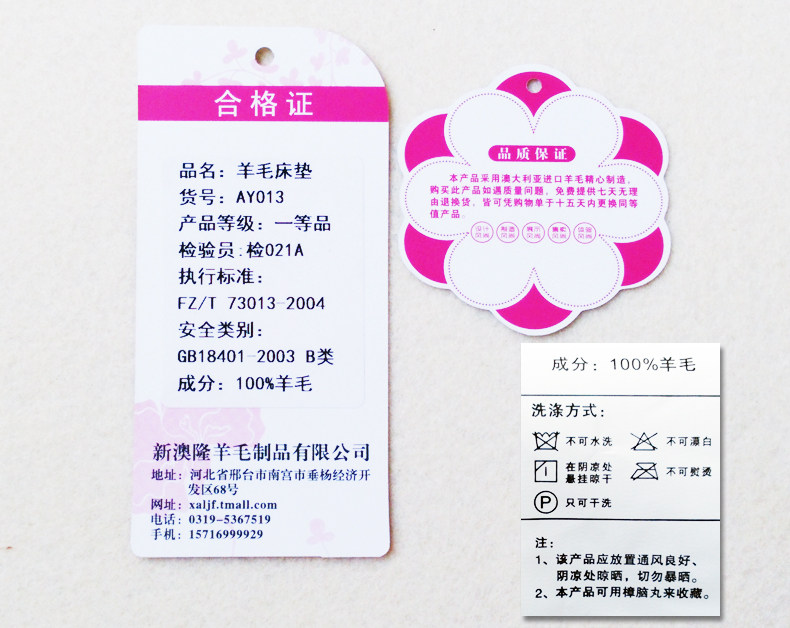 合格证
品名：羊毛床垫
货号：AY013
产品等级：一等品
检验员:检021A
执行标准：
FZ/T 73013-2004
安全类别：
GB18401-2003 B类
成分：100%羊毛
新澳隆羊毛制品有限公司
地址：河北省邢台市南宫市垂杨经济开
发区68号
网址：xaljf.tmall.com
电话：0319-5367519
手机：15716999929
品质保证
本产品采用澳大利亚进口羊毛精心制造，
购买此产品如遇质量问题，免费提供七天无理
由退换货，皆可凭购物单于十五天内更换同等
值产品。
成分：100%羊毛
洗涤方式：
不可水洗
不可漂白
在阴凉处
悬挂晾干
不可熨烫
P
只可干洗
注：
1、该产品应放置通风良好、
阴凉处晾晒，切勿暴晒。
2、本产品可用樟脑丸来收藏。